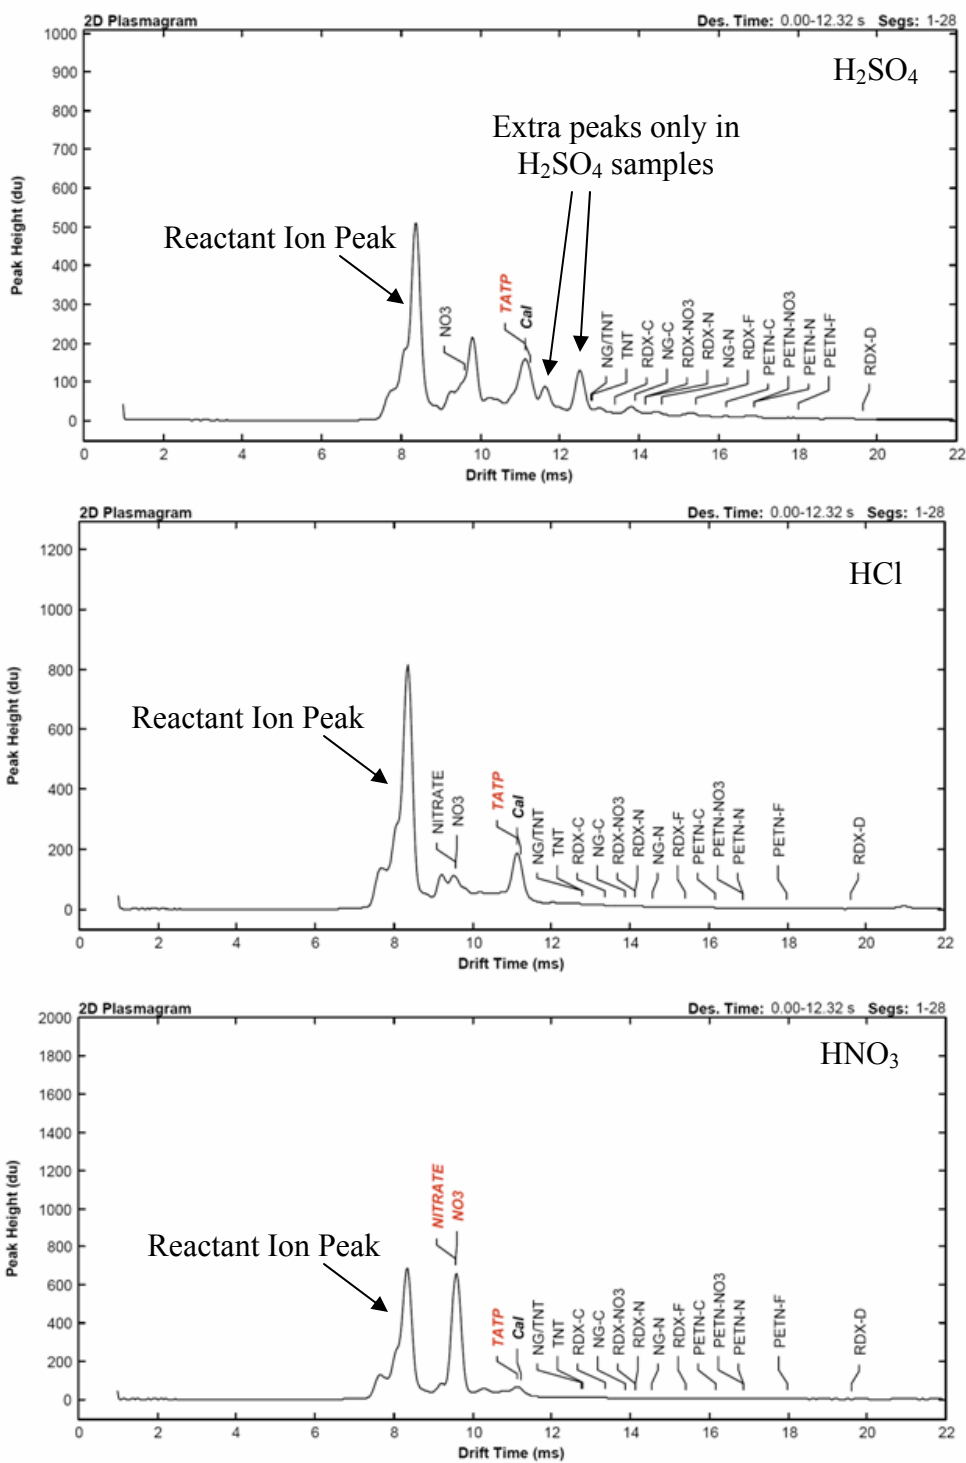 2D Plasmagram Des. Time: 0.00-12.32 s Segs: 1-28
H₂SO₄
Extra peaks only in
H₂SO₄ samples
Reactant Ion Peak
Peak Height (du)
1000
900
800
700
600
500
400
300
200
100
0
NO3
TATP
Cal
NG/TNT
TNT
RDX-C
NG-C
RDX-NO3
RDX-N
NG-N
RDX-F
PETN-C
PETN-NO3
PETN-N
PETN-F
RDX-D
0 2 4 6 8 10 12 14 16 18 20 22
Drift Time (ms)
2D Plasmagram Des. Time: 0.00-12.32 s Segs: 1-28
HCl
Reactant Ion Peak
Peak Height (du)
1200
1000
800
600
400
200
0
NITRATE
NO3
TATP
Cal
NG/TNT
TNT
RDX-C
NG-C
RDX-NO3
RDX-N
NG-N
RDX-F
PETN-C
PETN-NO3
PETN-N
PETN-F
RDX-D
0 2 4 6 8 10 12 14 16 18 20 22
Drift Time (ms)
2D Plasmagram Des. Time: 0.00-12.32 s Segs: 1-28
HNO₃
Reactant Ion Peak
Peak Height (du)
2000
1800
1600
1400
1200
1000
800
600
400
200
0
NITRATE
NO3
TATP
Cal
NG/TNT
TNT
RDX-C
NG-C
RDX-NO3
RDX-N
NG-N
RDX-F
PETN-C
PETN-NO3
PETN-N
PETN-F
RDX-D
0 2 4 6 8 10 12 14 16 18 20 22
Drift Time (ms)